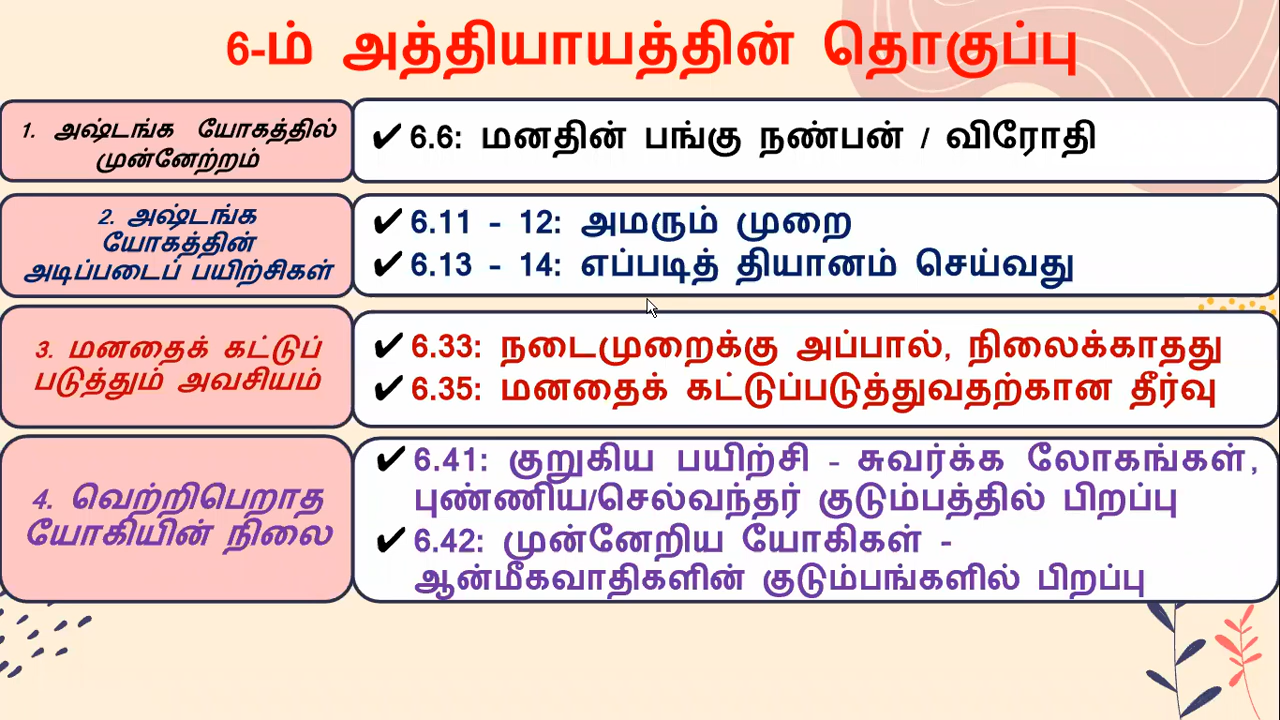 6-ம் அத்தியாயத்தின் தொகுப்பு
1. அஷ்டங்க யோகத்தில்
முன்னேற்றம்
✔ 6.6: மனதின் பங்கு நண்பன் / விரோதி
2. அஷ்டங்க
யோகத்தின்
அடிப்படைப் பயிற்சிகள்
✔ 6.11 - 12: அமரும் முறை
✔ 6.13 - 14: எப்படித் தியானம் செய்வது
3. மனதைக் கட்டுப்
படுத்தும் அவசியம்
✔ 6.33: நடைமுறைக்கு அப்பால், நிலைக்காதது
✔ 6.35: மனதைக் கட்டுப்படுத்துவதற்கான தீர்வு
4. வெற்றிபெறாத
யோகியின் நிலை
✔ 6.41: குறுகிய பயிற்சி - சுவர்க்க லோகங்கள்,
புண்ணிய/செல்வந்தர் குடும்பத்தில் பிறப்பு
✔ 6.42: முன்னேறிய யோகிகள் -
ஆன்மீகவாதிகளின் குடும்பங்களில் பிறப்பு